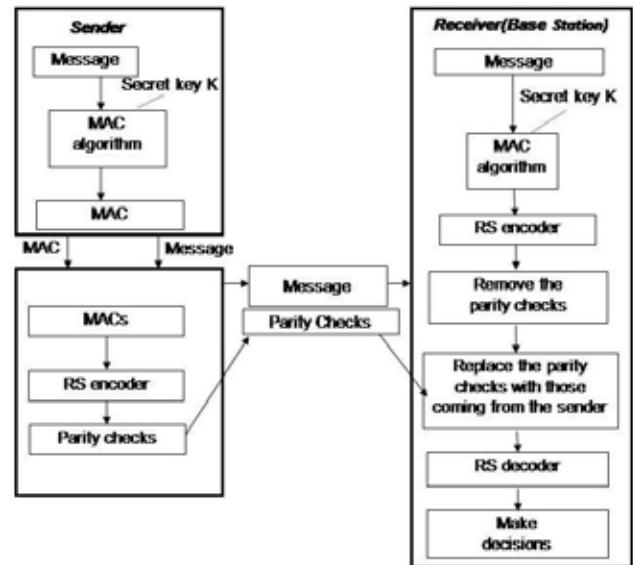 Sender
Message
Secret key K
MAC
algorithm
MAC
MAC
Message
MACs
RS encoder
Parity checks
Message
Parity Checks
Receiver(Base Station)
Message
Secret key K
MAC
algorithm
RS encoder
Remove the
parity checks
Replace the parity
checks with those
coming from the sender
RS decoder
Make
decisions